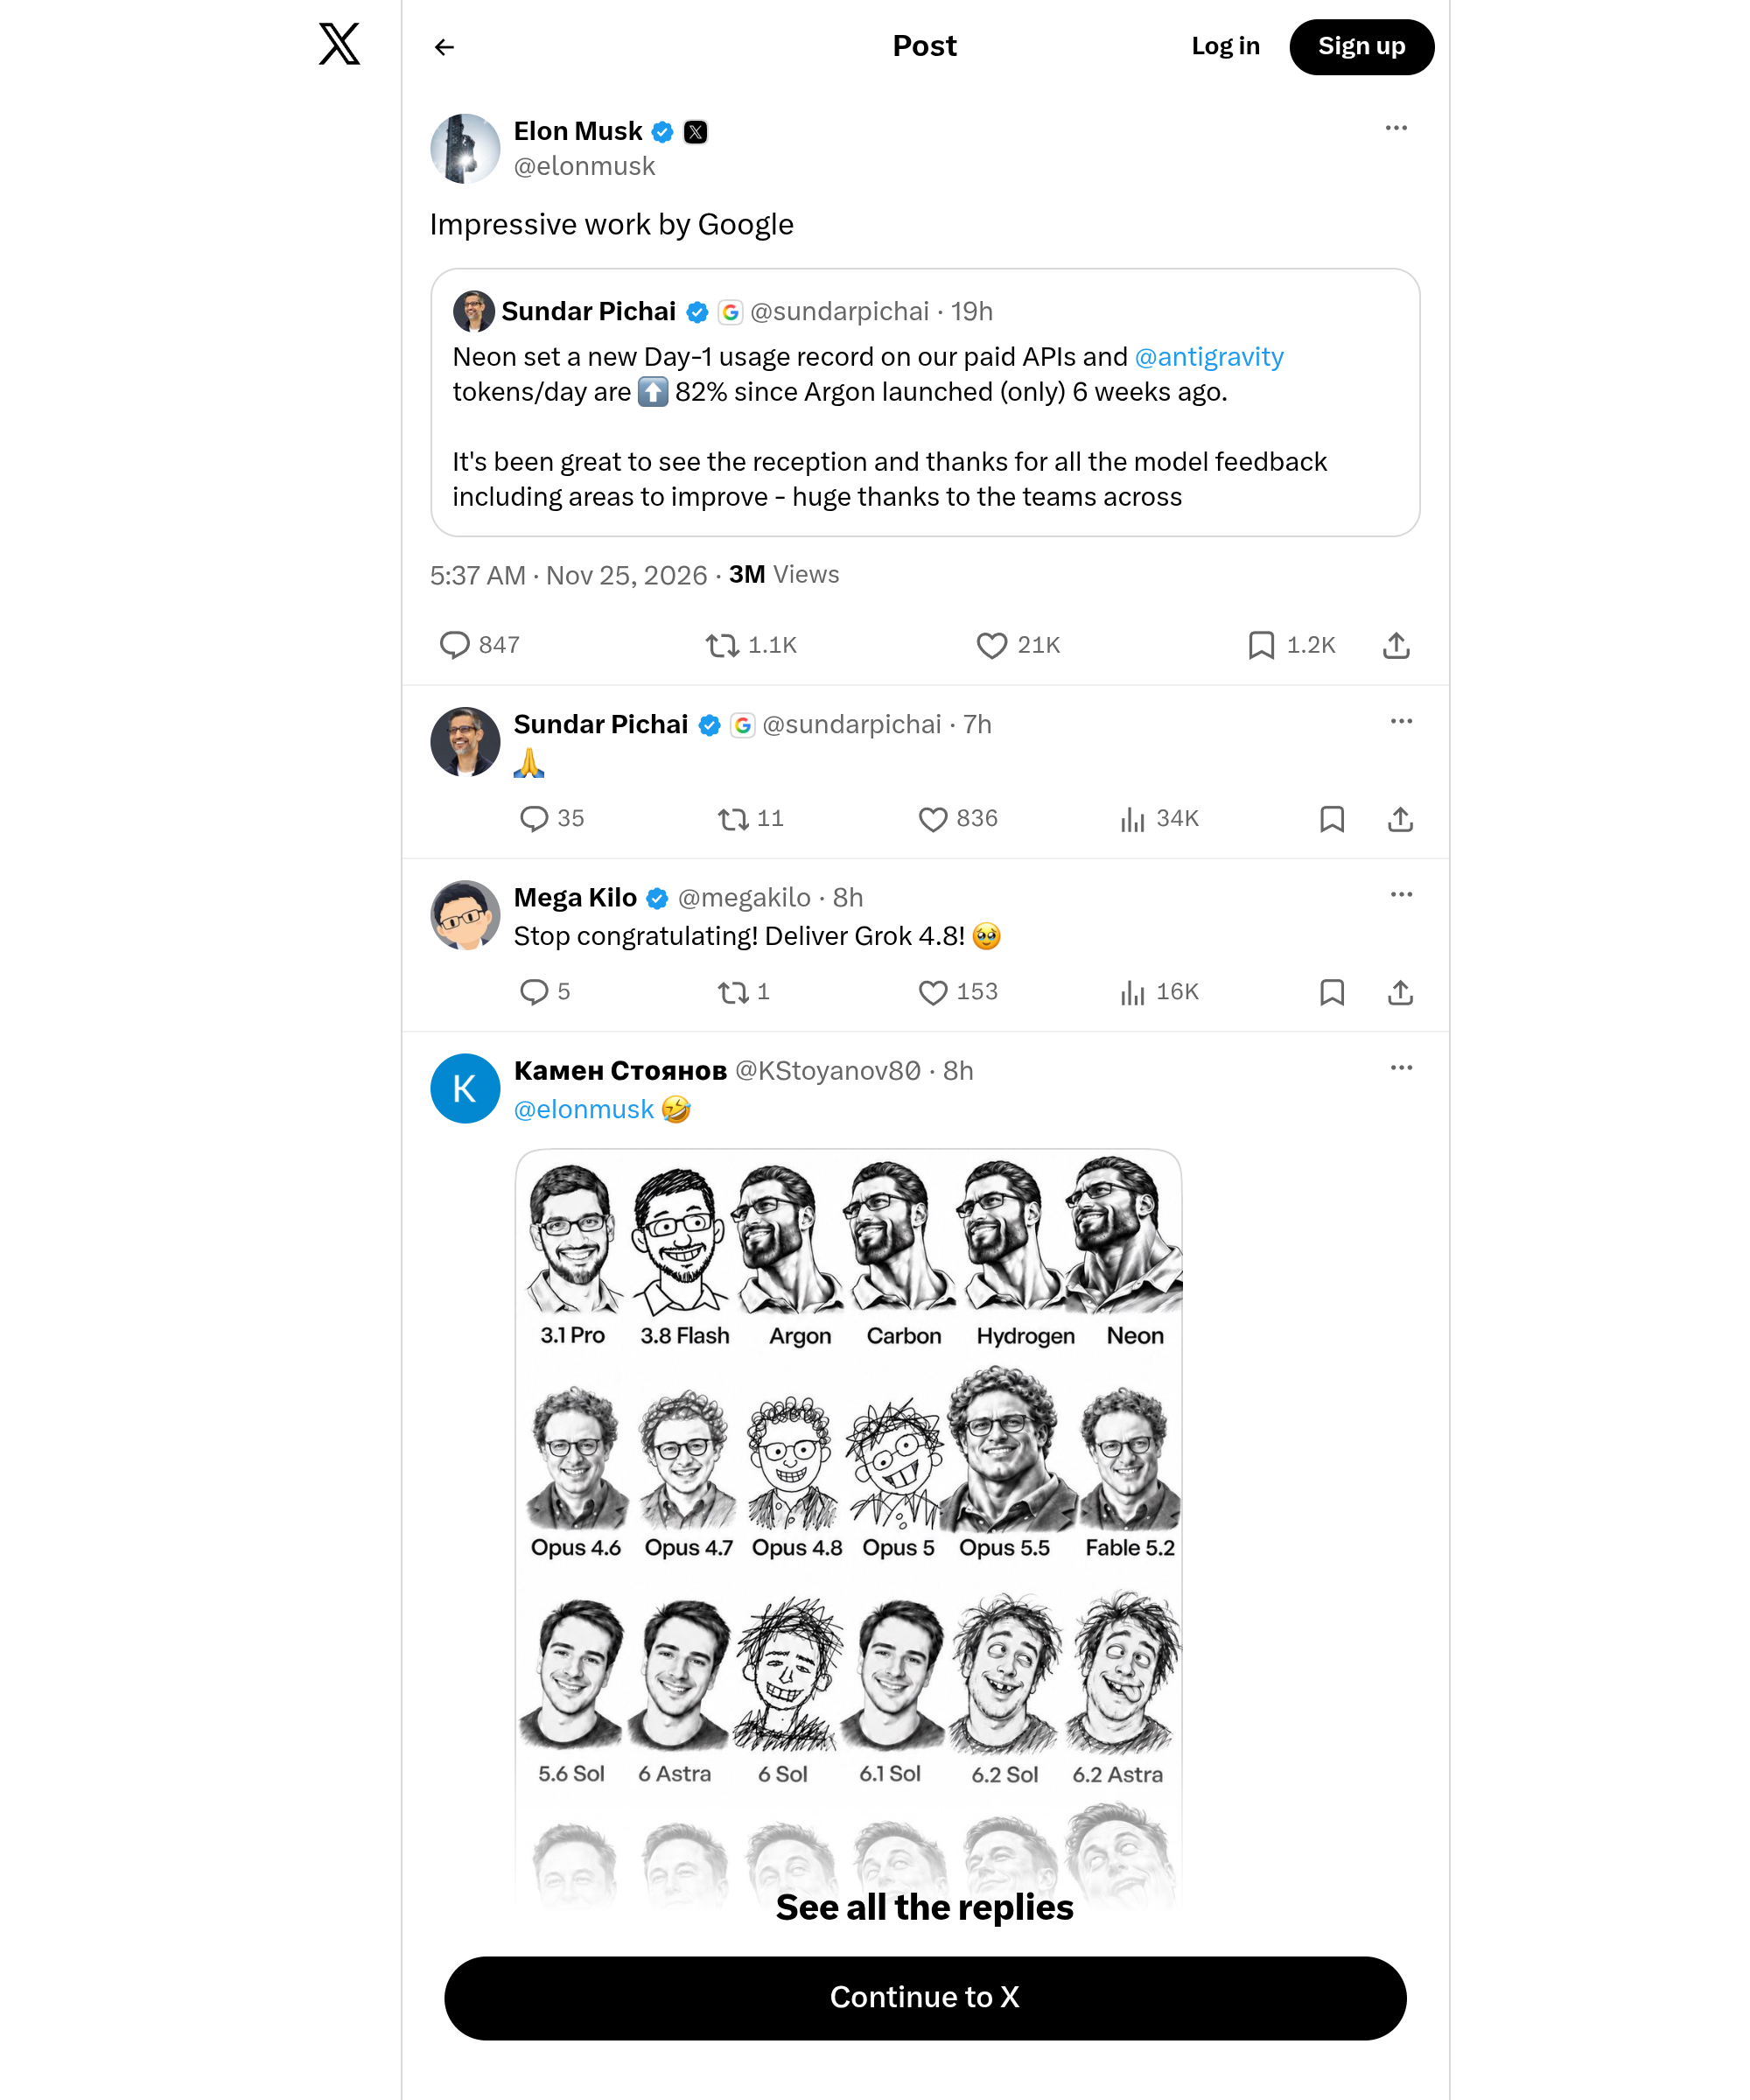 Post
Log in
Sign up
Elon Musk
@elonmusk
Impressive work by Google
Sundar Pichai @sundarpichai · 19h
Neon set a new Day-1 usage record on our paid APIs and @antigravity
tokens/day are ⬆️ 82% since Argon launched (only) 6 weeks ago.
It's been great to see the reception and thanks for all the model feedback
including areas to improve - huge thanks to the teams across
5:37 AM · Nov 25, 2026 · 3M Views
847 1.1K 21K 1.2K
Sundar Pichai @sundarpichai · 7h
🙏
35 11 836 34K
Mega Kilo @megakilo · 8h
Stop congratulating! Deliver Grok 4.8! 🥹
5 1 153 16K
K
Камен Стоянов @KStoyanov80 · 8h
@elonmusk 🤣
3.1 Pro 3.8 Flash Argon Carbon Hydrogen Neon
Opus 4.6 Opus 4.7 Opus 4.8 Opus 5 Opus 5.5 Fable 5.2
5.6 Sol 6 Astra 6 Sol 6.1 Sol 6.2 Sol 6.2 Astra
See all the replies
Continue to X